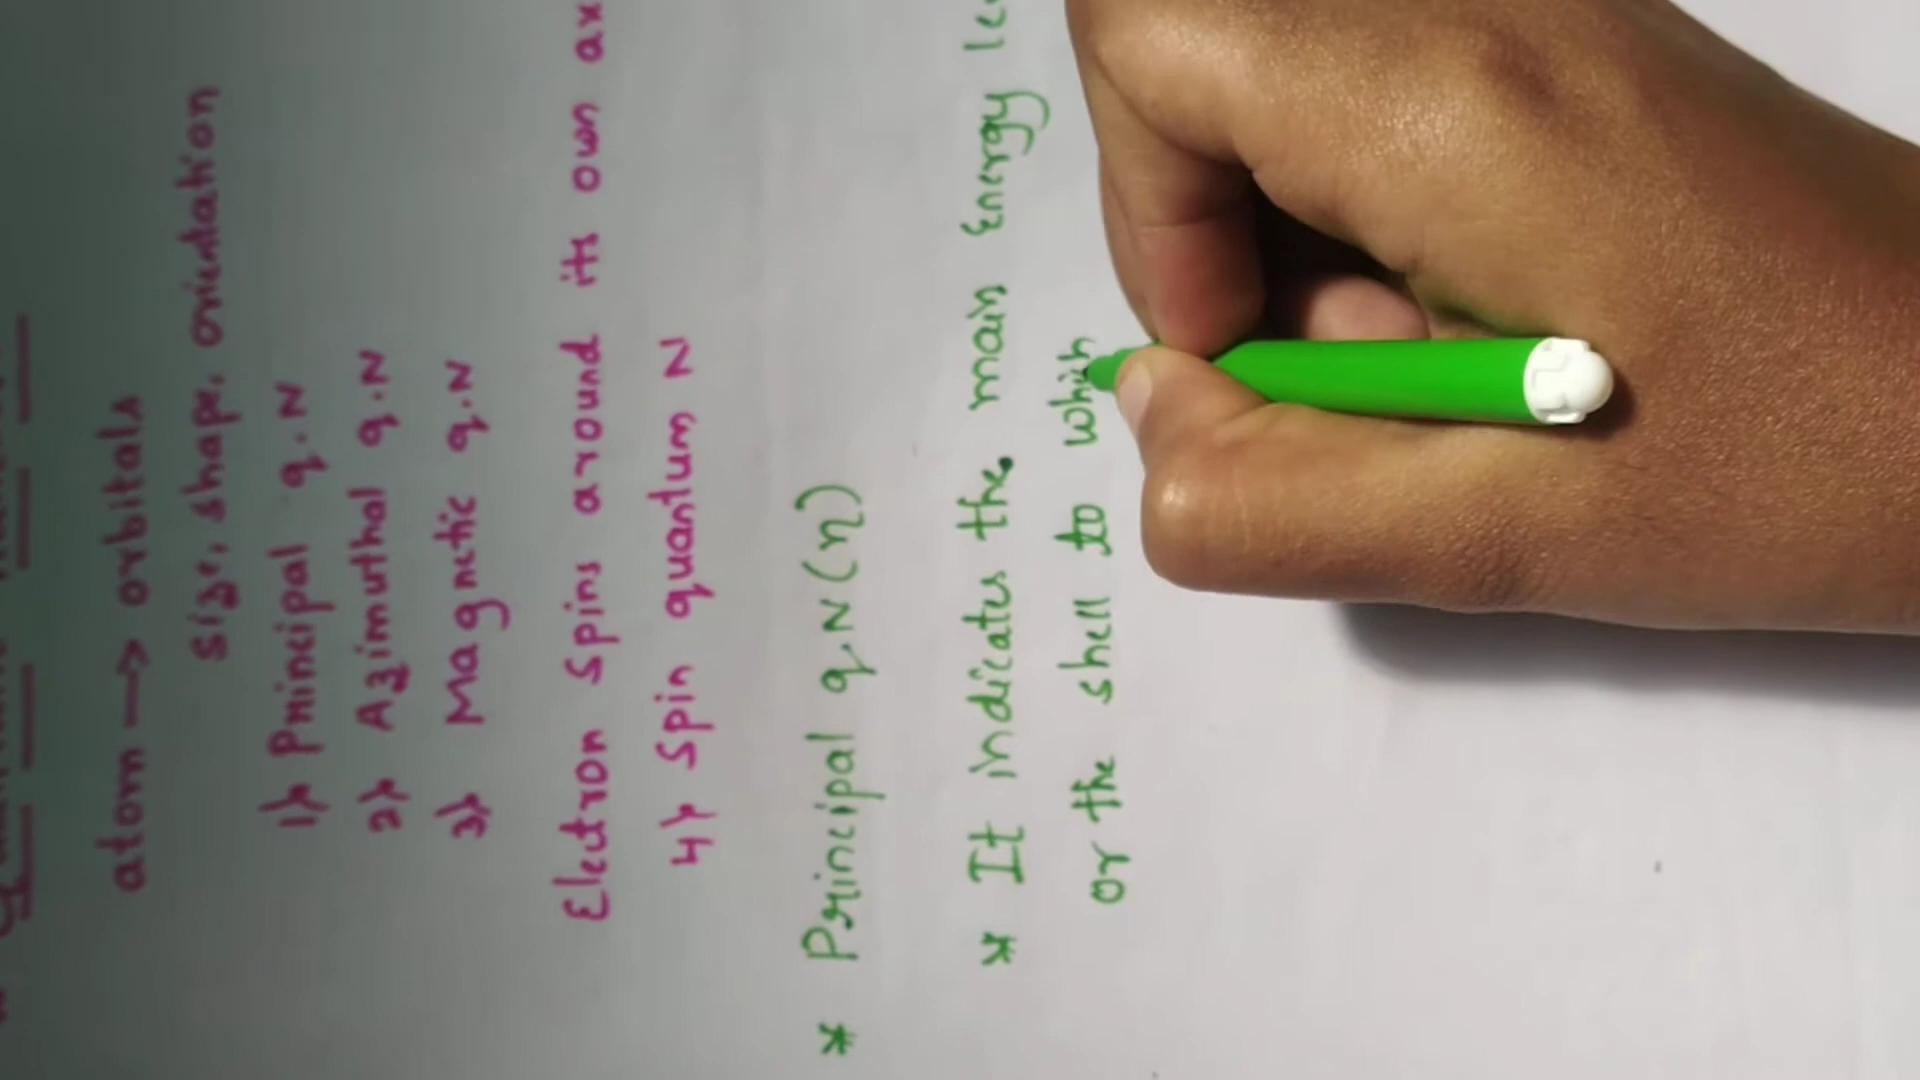 atom → orbitals
size, shape, orientation
1) Principal q.N
2) Azimuthal q.N
3) Magnetic q.N
Electron spins around its own
4) Spin quantum N
* Principal q.N(n)
* It indicates the main Energy
or the shell to which